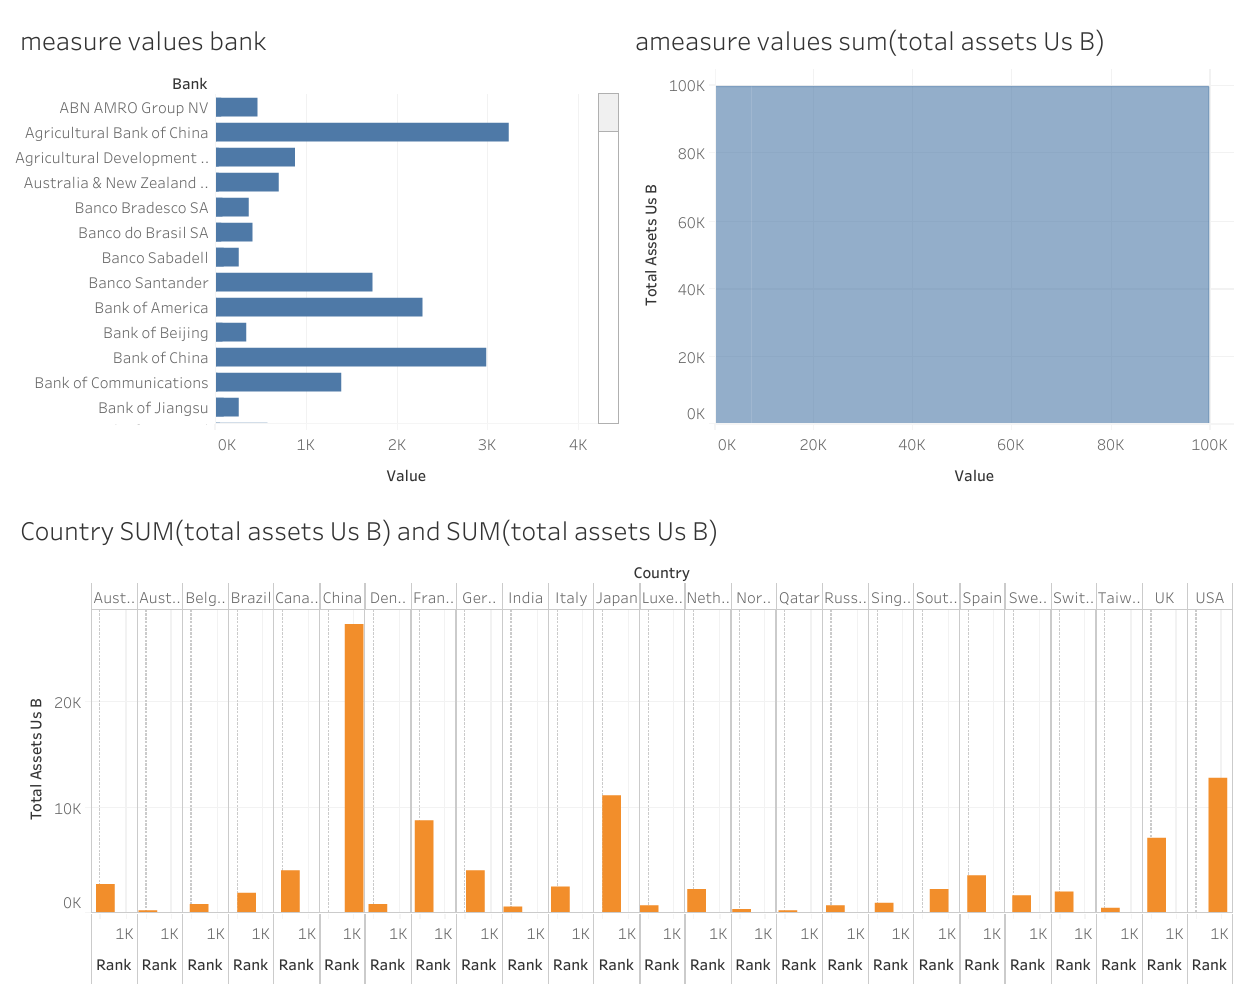 measure values bank
Bank
ABN AMRO Group NV
Agricultural Bank of China
Agricultural Development ..
Australia & New Zealand ..
Banco Bradesco SA
Banco do Brasil SA
Banco Sabadell
Banco Santander
Bank of America
Bank of Beijing
Bank of China
Bank of Communications
Bank of Jiangsu
0K 1K 2K 3K 4K
Value
ameasure values sum(total assets Us B)
Total Assets Us B
100K
80K
60K
40K
20K
0K
0K 20K 40K 60K 80K 100K
Value
Country SUM(total assets Us B) and SUM(total assets Us B)
Country
Aust.. Aust.. Belg.. Brazil Cana.. China Den.. Fran.. Ger.. India Italy Japan Luxe.. Neth.. Nor.. Qatar Russ.. Sing.. Sout.. Spain Swe.. Swit.. Taiw.. UK USA
Total Assets Us B
20K
10K
0K
1K 1K 1K 1K 1K 1K 1K 1K 1K 1K 1K 1K 1K 1K 1K 1K 1K 1K 1K 1K 1K 1K 1K 1K 1K
Rank Rank Rank Rank Rank Rank Rank Rank Rank Rank Rank Rank Rank Rank Rank Rank Rank Rank Rank Rank Rank Rank Rank Rank Rank